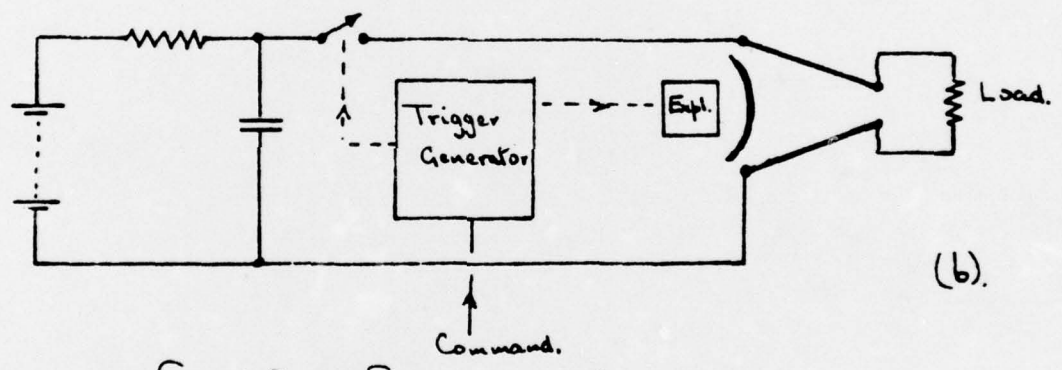 Trigger
Generator
Expl.
Load.
(b).
Command.